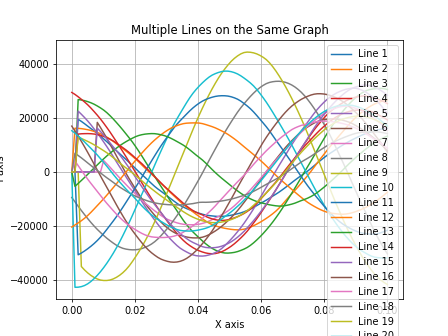 Multiple Lines on the Same Graph
40000
20000
0
−20000
−40000
0.00
0.02
0.04
0.06
X axis
Line 1
Line 2
Line 3
Line 4
Line 5
Line 6
Line 7
Line 8
Line 9
Line 10
Line 11
Line 12
Line 13
Line 14
Line 15
Line 16
Line 17
Line 18
Line 19
Line 20